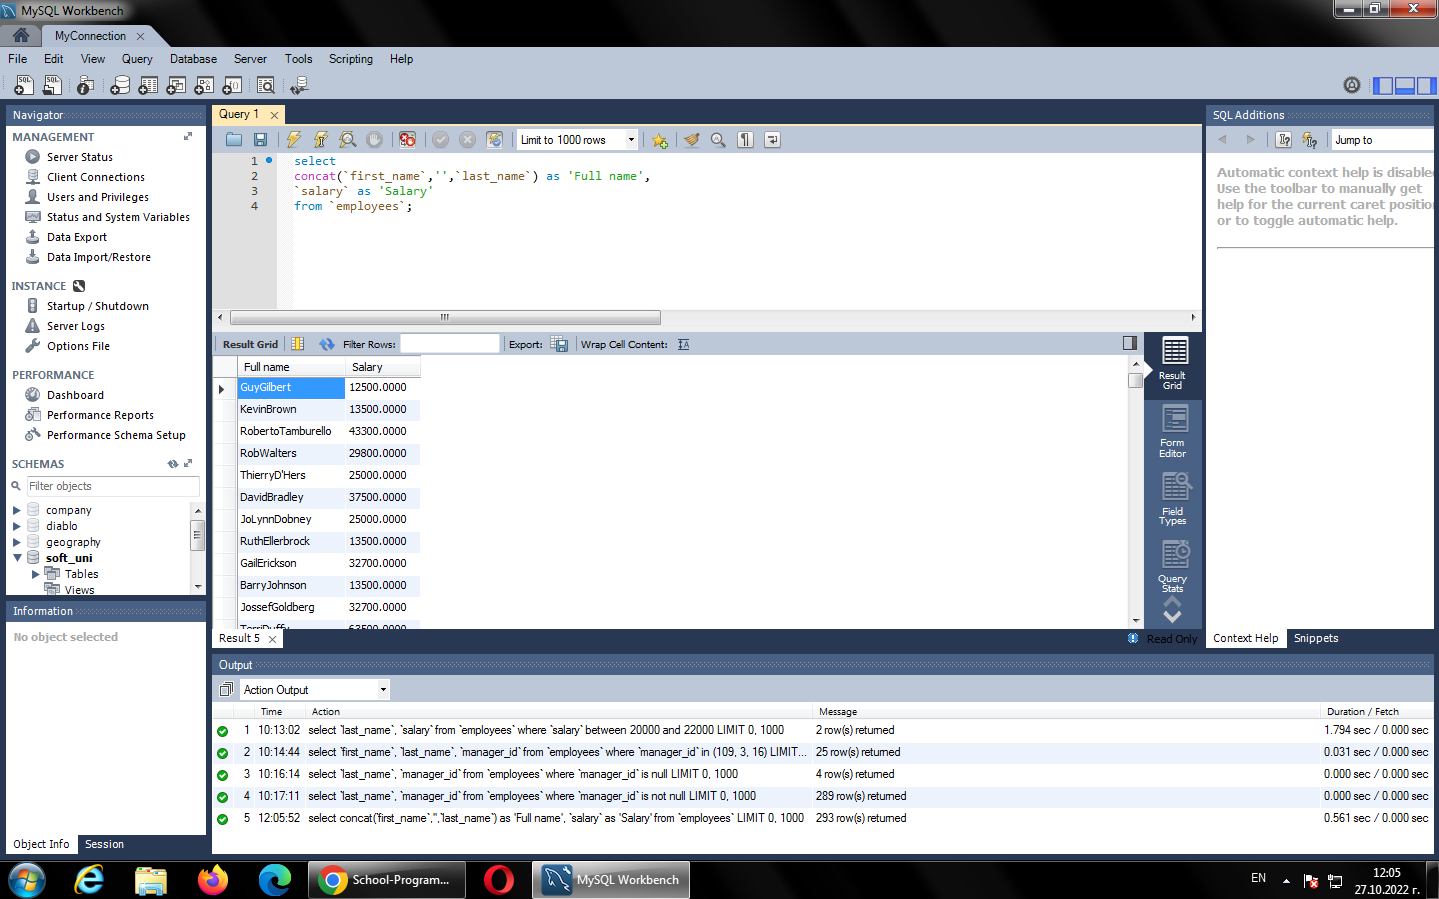 MySQL Workbench
MyConnection
File Edit View Query Database Server Tools Scripting Help
Navigator
MANAGEMENT
Server Status
Client Connections
Users and Privileges
Status and System Variables
Data Export
Data Import/Restore
INSTANCE
Startup / Shutdown
Server Logs
Options File
PERFORMANCE
Dashboard
Performance Reports
Performance Schema Setup
SCHEMAS
Filter objects
company
diablo
geography
soft_uni
Tables
Views
Information
No object selected
Object Info Session
Query 1
Limit to 1000 rows
1 select
2 concat(`first_name`,'',`last_name`) as 'Full name',
3 `salary` as 'Salary'
4 from `employees`;
Result Grid Filter Rows: Export: Wrap Cell Content:
Full name Salary
GuyGilbert 12500.0000
KevinBrown 13500.0000
RobertoTamburello 43300.0000
RobWalters 29800.0000
ThierryD'Hers 25000.0000
DavidBradley 37500.0000
JoLynnDobney 25000.0000
RuthEllerbrock 13500.0000
GailErickson 32700.0000
BarryJohnson 13500.0000
JossefGoldberg 32700.0000
TerriDuffy 63500.0000
Result
Grid
Form
Editor
Field
Types
Query
Stats
Result 5
Read Only
SQL Additions
Jump to
Automatic context help is disabled
Use the toolbar to manually get
help for the current caret position
or to toggle automatic help.
Context Help Snippets
Output
Action Output
Time Action Message Duration / Fetch
1 10:13:02 select `last_name`, `salary` from `employees` where `salary` between 20000 and 22000 LIMIT 0, 1000 2 row(s) returned 1.794 sec / 0.000 sec
2 10:14:44 select `first_name`, `last_name`, `manager_id` from `employees` where `manager_id` in (109, 3, 16) LIMIT... 25 row(s) returned 0.031 sec / 0.000 sec
3 10:16:14 select `last_name`, `manager_id` from `employees` where `manager_id` is null LIMIT 0, 1000 4 row(s) returned 0.000 sec / 0.000 sec
4 10:17:11 select `last_name`, `manager_id` from `employees` where `manager_id` is not null LIMIT 0, 1000 289 row(s) returned 0.000 sec / 0.000 sec
5 12:05:52 select concat(`first_name`,'',`last_name`) as 'Full name', `salary` as 'Salary' from `employees` LIMIT 0, 1000 293 row(s) returned 0.561 sec / 0.000 sec
School-Program...
MySQL Workbench
EN
12:05
27.10.2022 г.